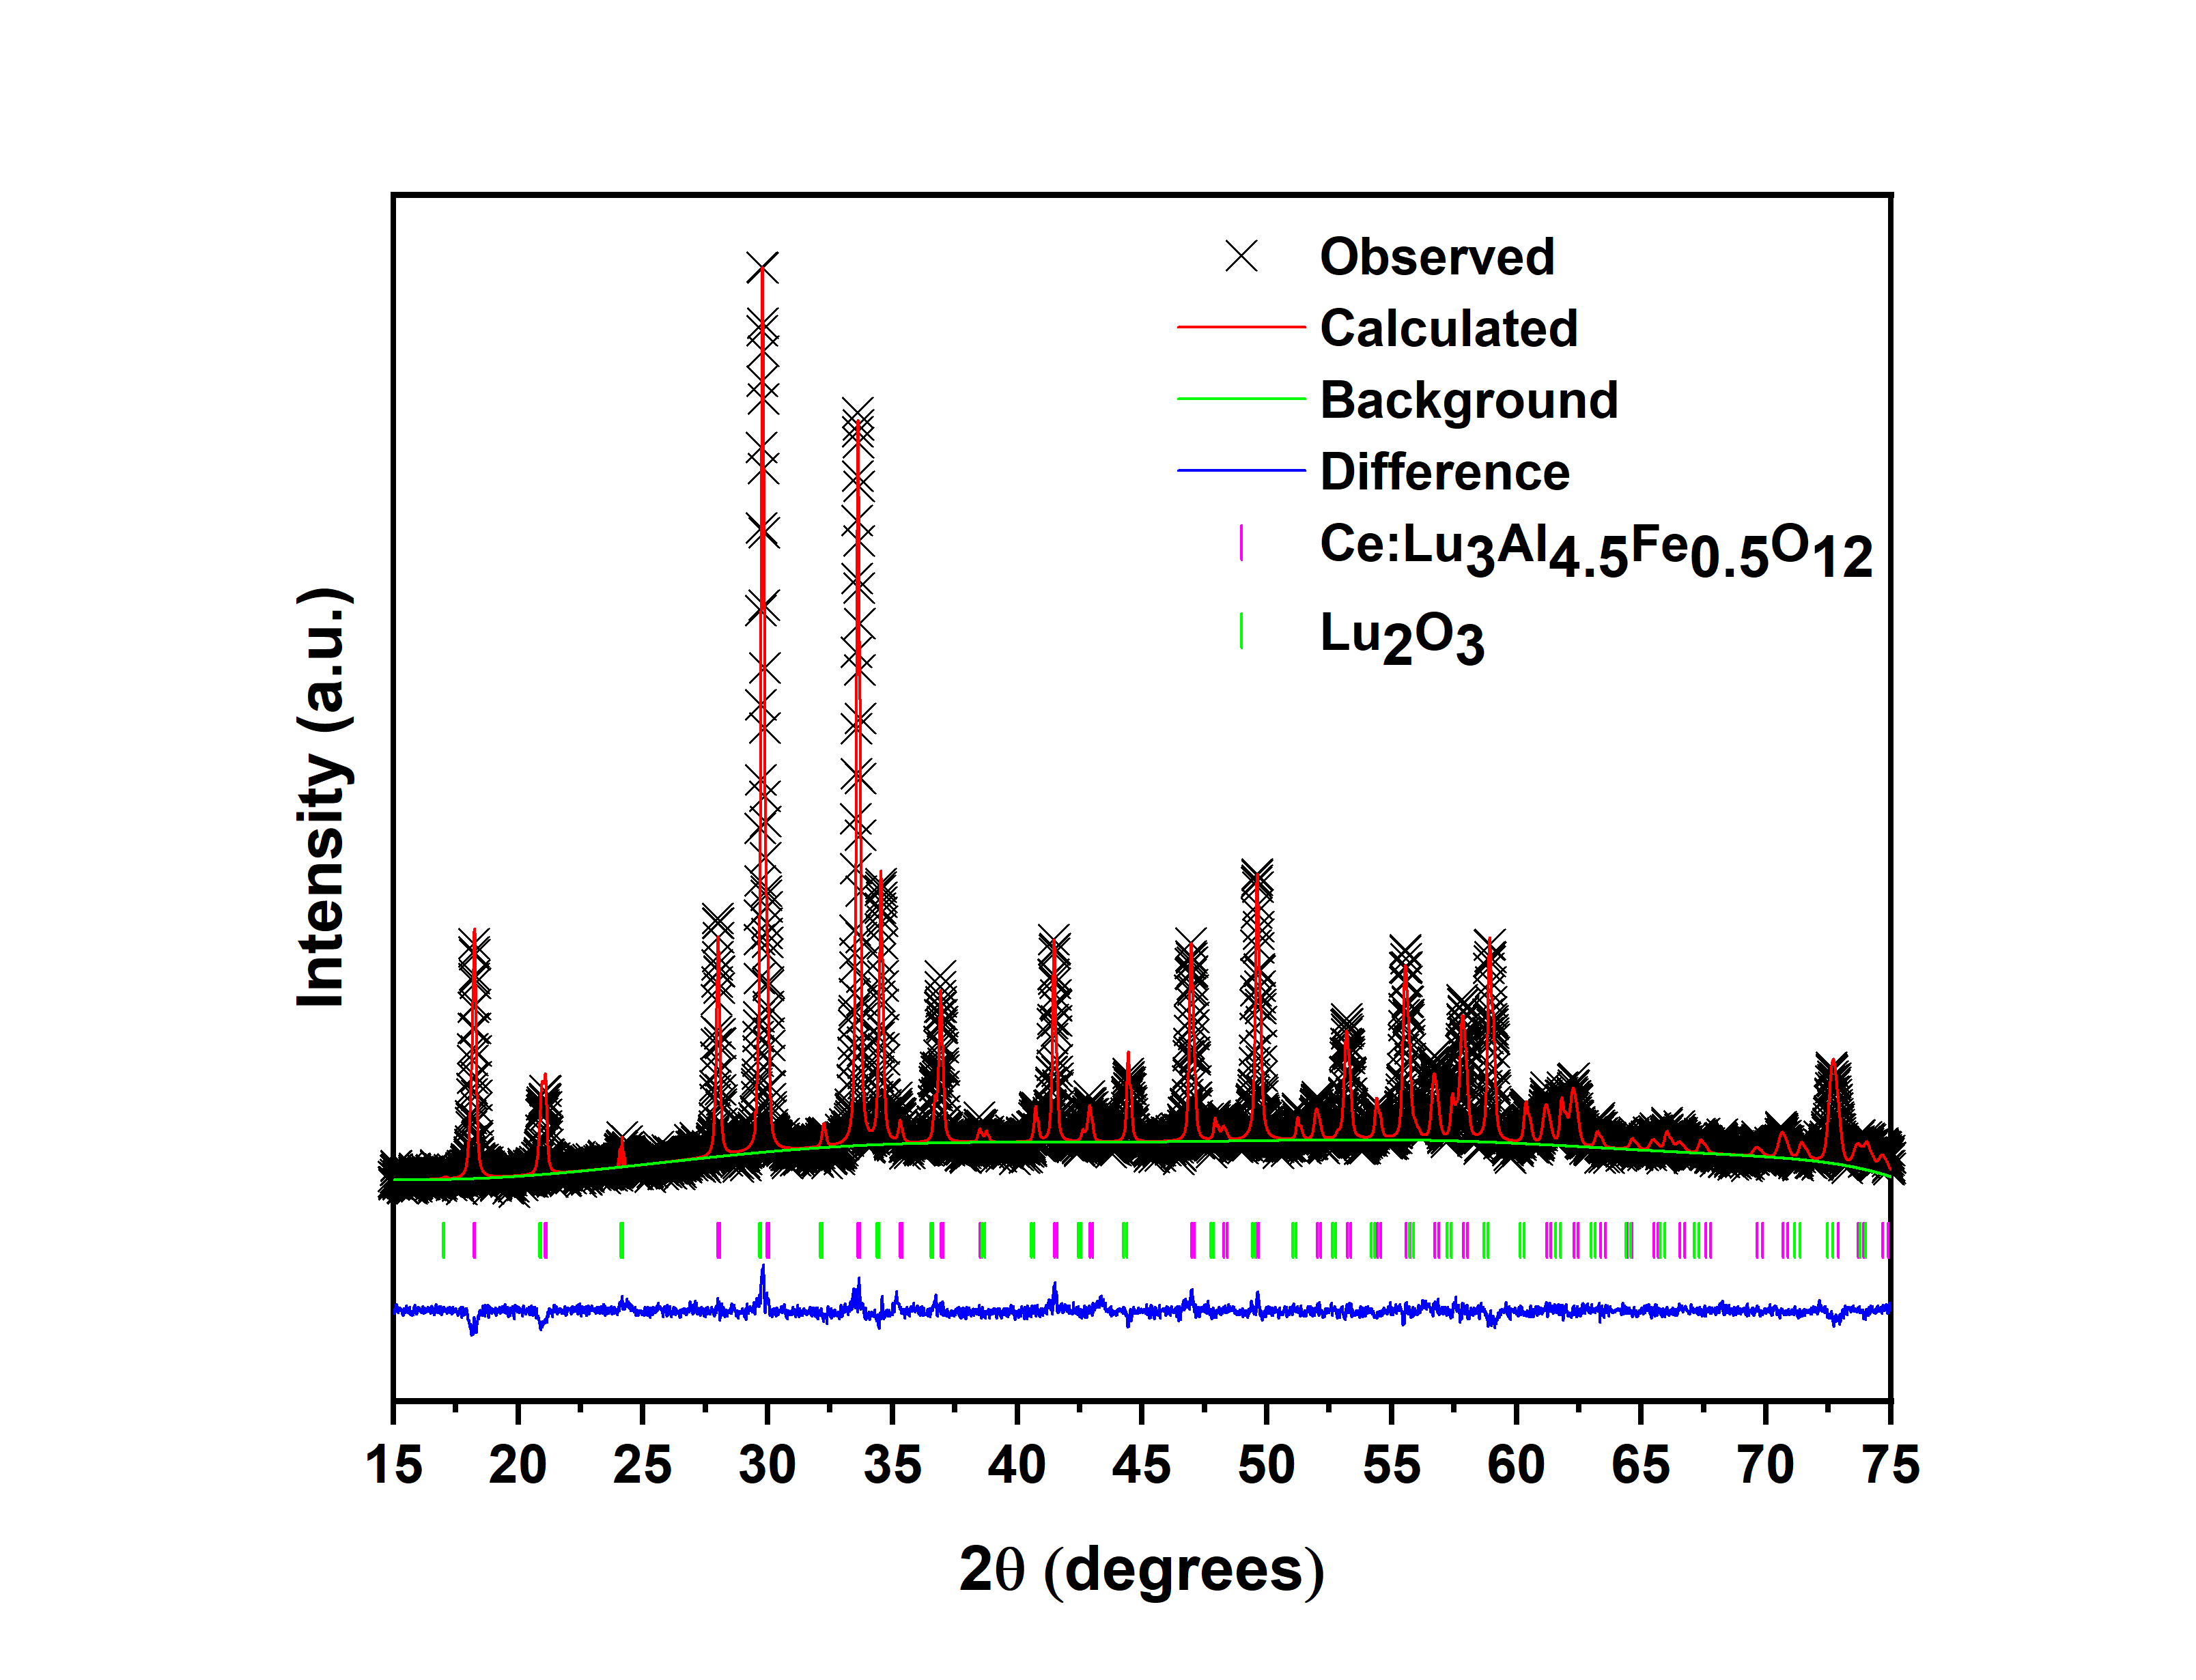 Observed
Calculated
Background
Difference
Ce:Lu3Al4.5Fe0.5O12
Lu2O3
Intensity (a.u.)
15 20 25 30 35 40 45 50 55 60 65 70 75
2θ (degrees)